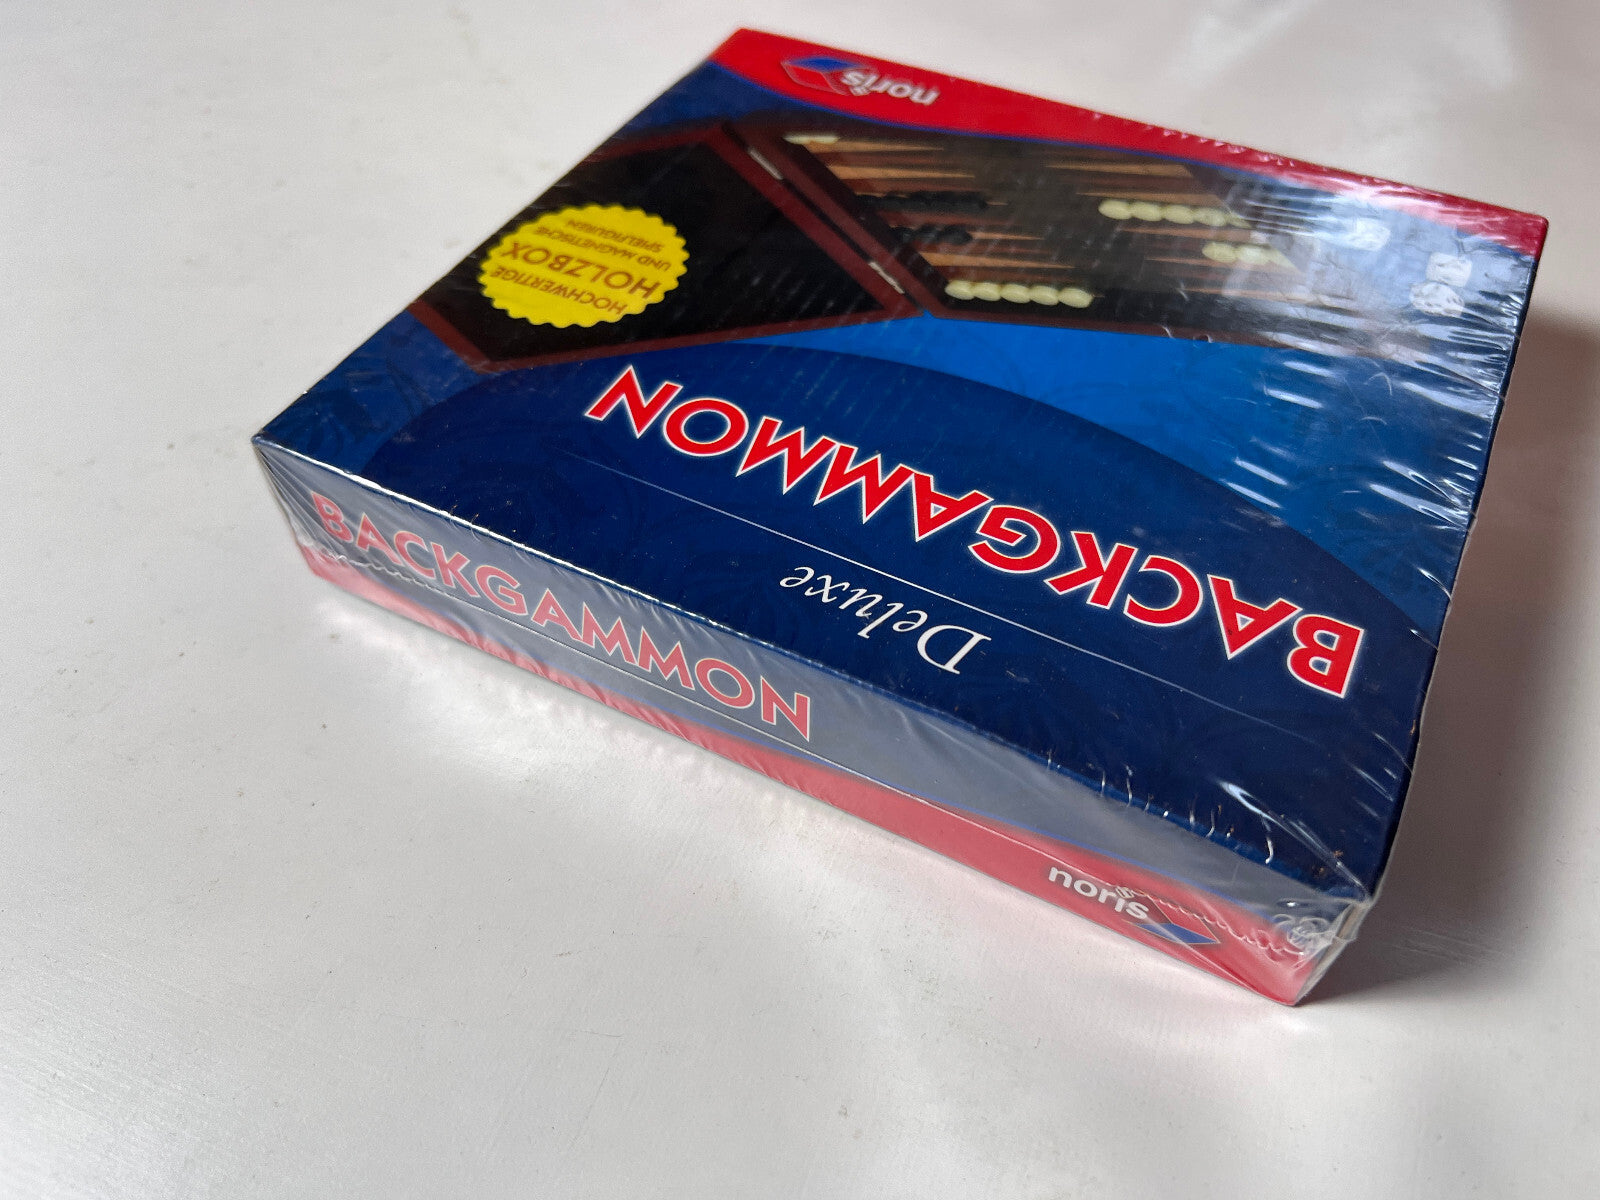 noris
HOCHWERTIGE
HOLZBOX
UND MAGNETISCHE
SPIELFIGUREN
Deluxe
BACKGAMMON
BACKGAMMON
noris